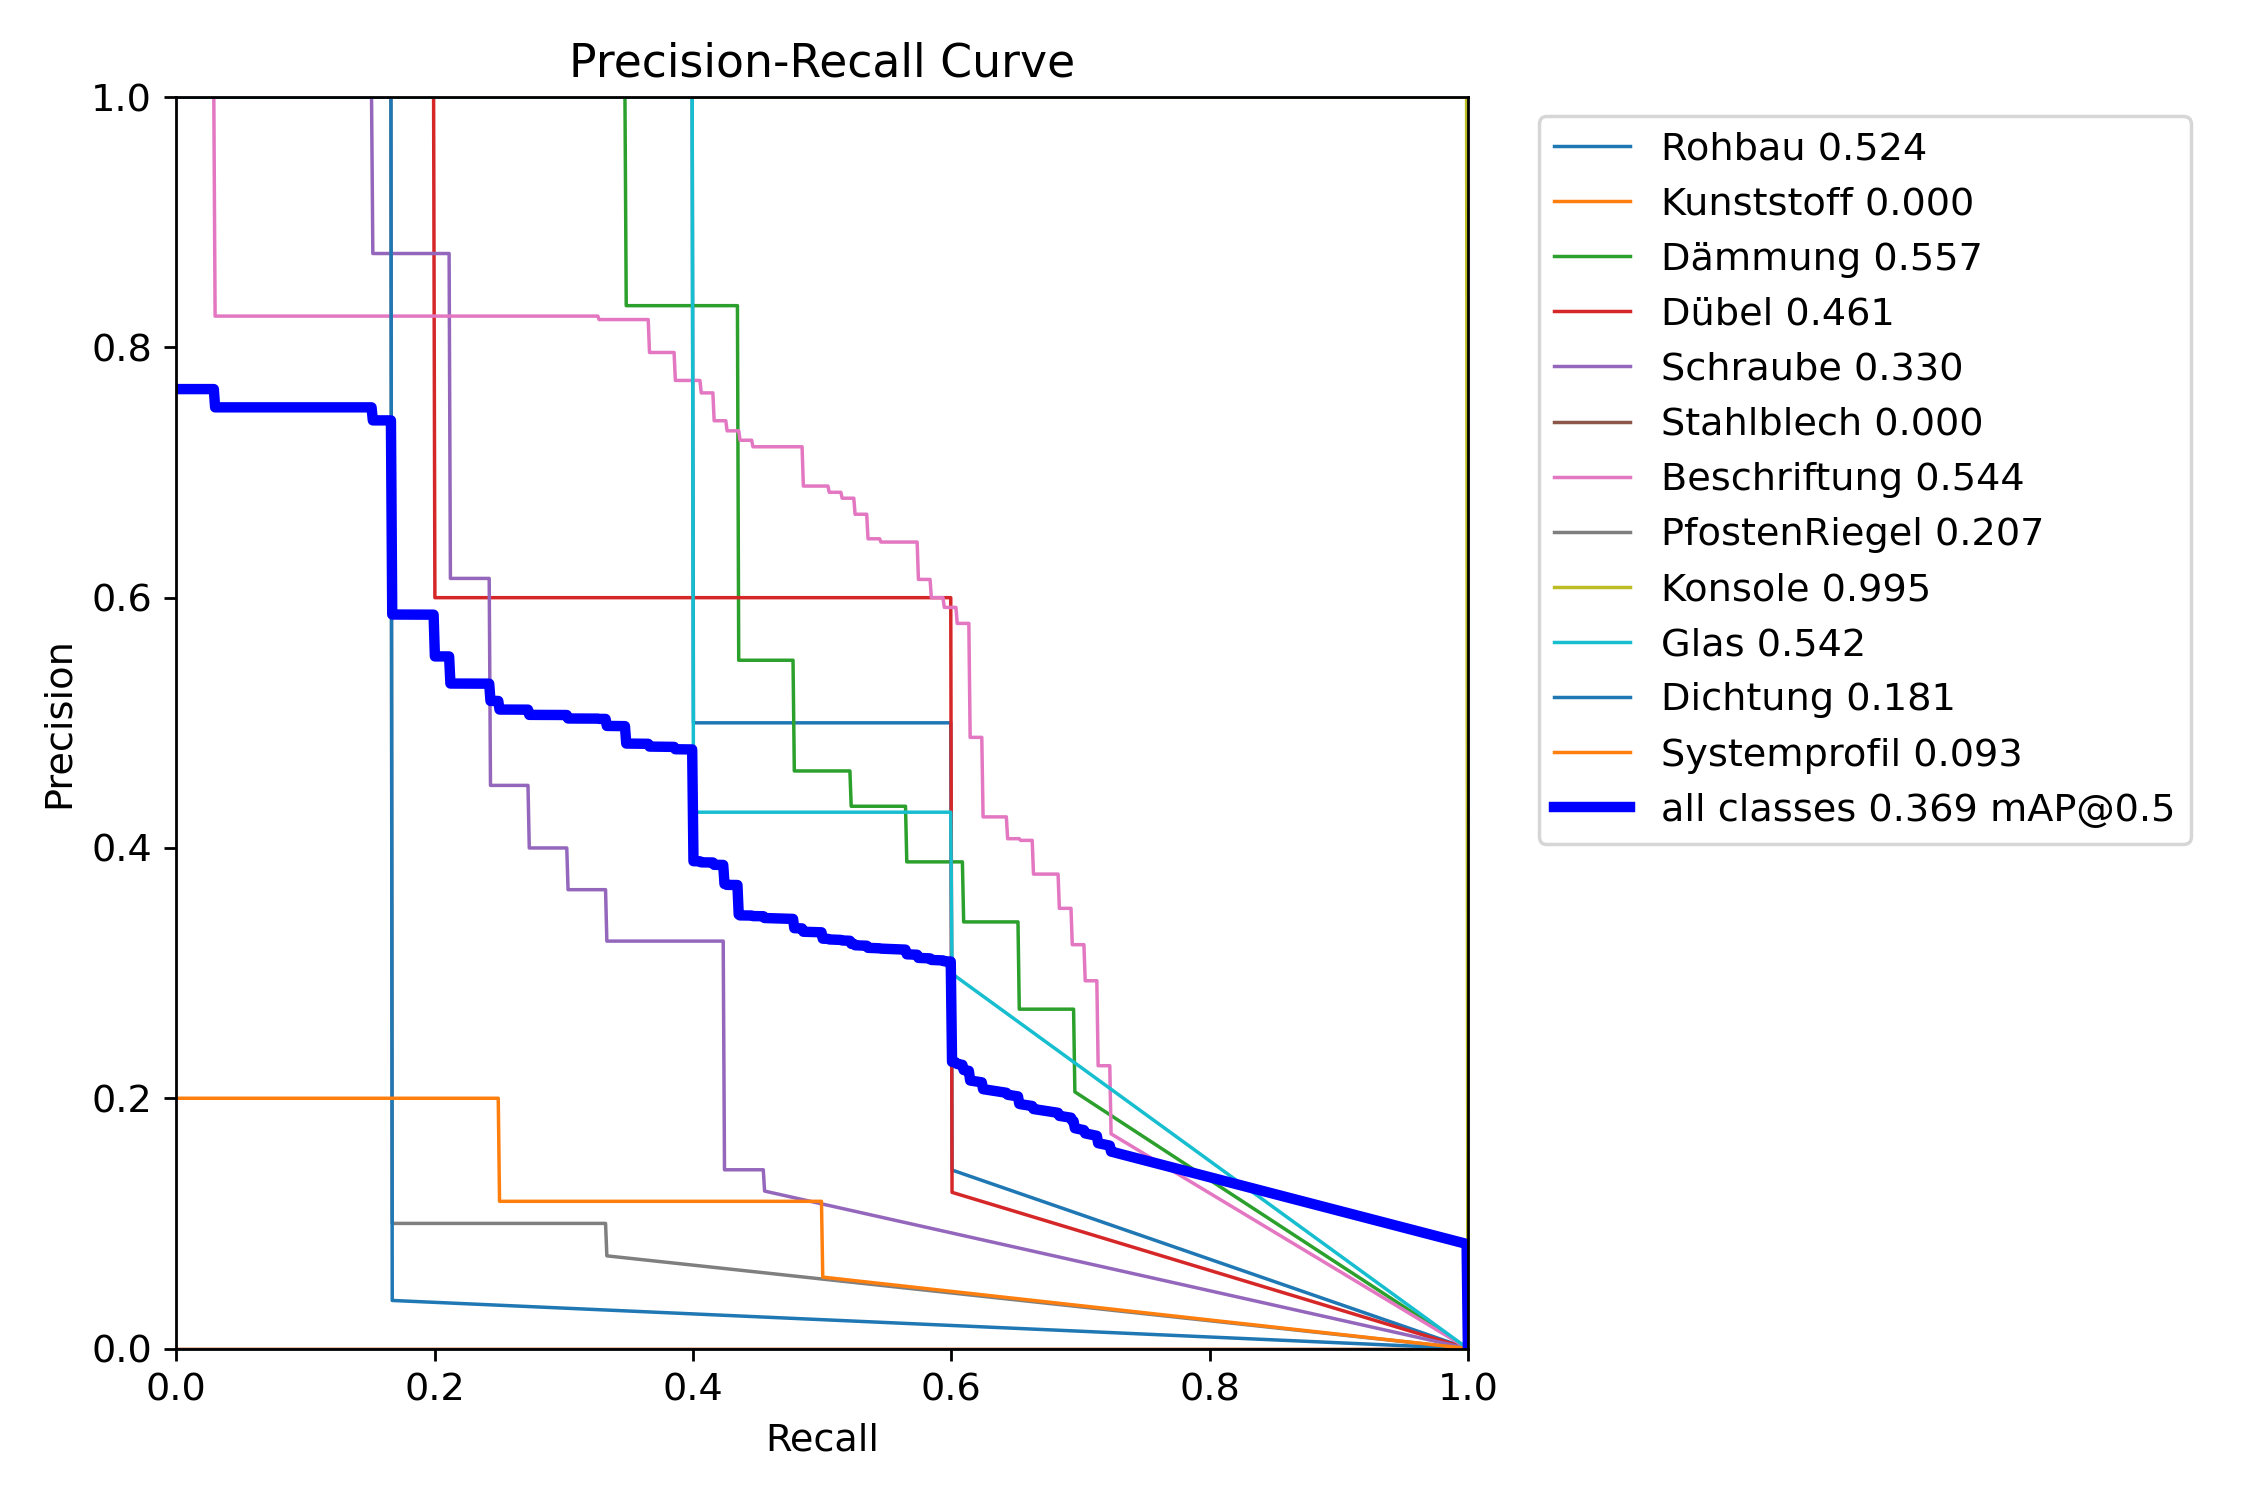 Precision-Recall Curve
1.0
0.8
0.6
0.4
0.2
0.0
Precision
0.0 0.2 0.4 0.6 0.8 1.0
Recall
Rohbau 0.524
Kunststoff 0.000
Dämmung 0.557
Dübel 0.461
Schraube 0.330
Stahlblech 0.000
Beschriftung 0.544
PfostenRiegel 0.207
Konsole 0.995
Glas 0.542
Dichtung 0.181
Systemprofil 0.093
all classes 0.369 mAP@0.5